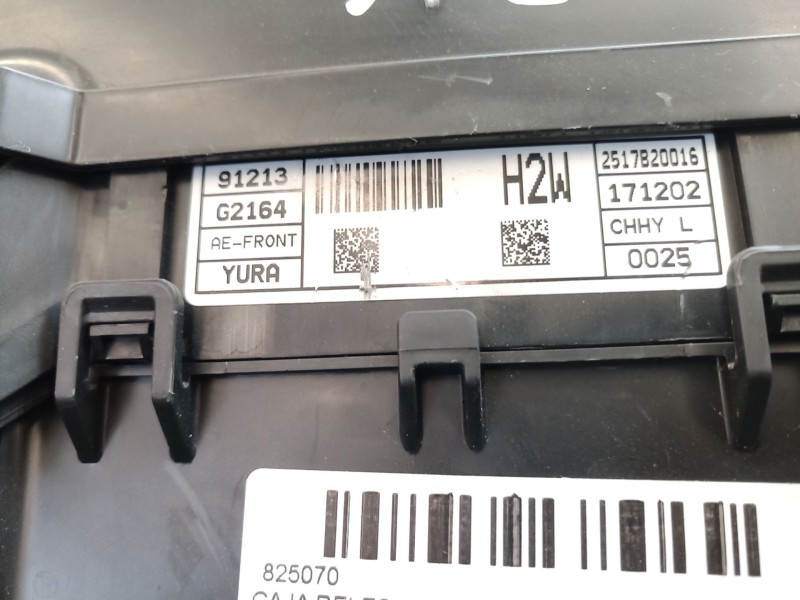 91213
G2164
AE-FRONT
YURA
H2W
2517B20016
171202
CHHY L
0025
825070